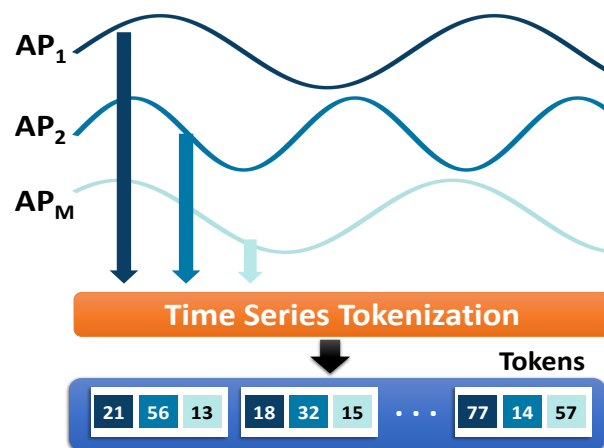 AP1
AP2
APM
Time Series Tokenization
Tokens
21 56 13 18 32 15 . . . 77 14 57